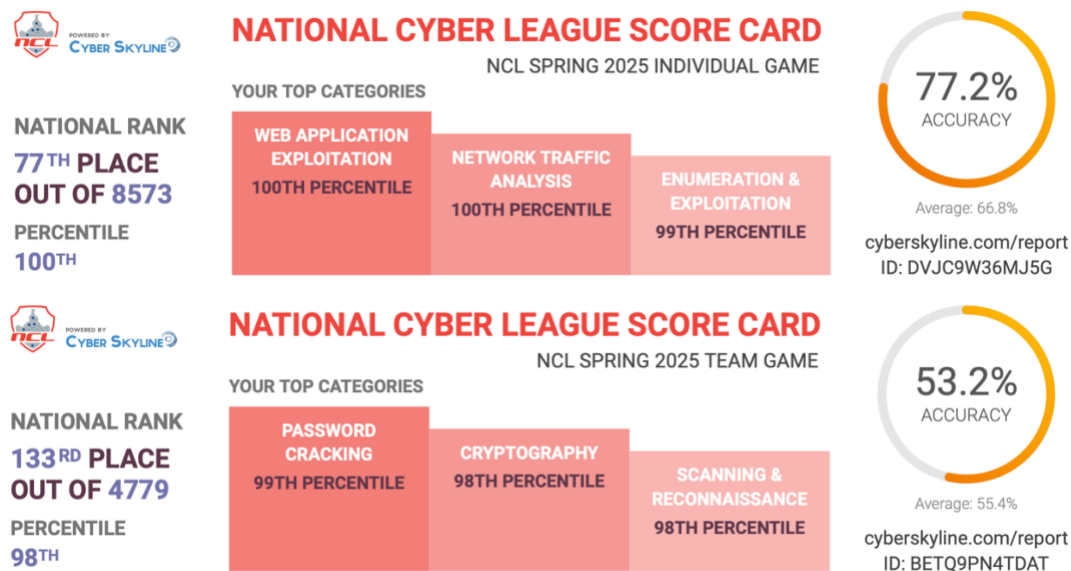 NATIONAL CYBER LEAGUE SCORE CARD
NCL SPRING 2025 INDIVIDUAL GAME
NCL
POWERED BY
CYBER SKYLINE
NATIONAL RANK
77TH PLACE
OUT OF 8573
PERCENTILE
100TH
YOUR TOP CATEGORIES
WEB APPLICATION
EXPLOITATION
100TH PERCENTILE
NETWORK TRAFFIC
ANALYSIS
100TH PERCENTILE
ENUMERATION &
EXPLOITATION
99TH PERCENTILE
77.2%
ACCURACY
Average: 66.8%
cyberskyline.com/report
ID: DVJC9W36MJ5G
NATIONAL CYBER LEAGUE SCORE CARD
NCL SPRING 2025 TEAM GAME
NCL
POWERED BY
CYBER SKYLINE
NATIONAL RANK
133RD PLACE
OUT OF 4779
PERCENTILE
98TH
YOUR TOP CATEGORIES
PASSWORD
CRACKING
99TH PERCENTILE
CRYPTOGRAPHY
98TH PERCENTILE
SCANNING &
RECONNAISSANCE
98TH PERCENTILE
53.2%
ACCURACY
Average: 55.4%
cyberskyline.com/report
ID: BETQ9PN4TDAT